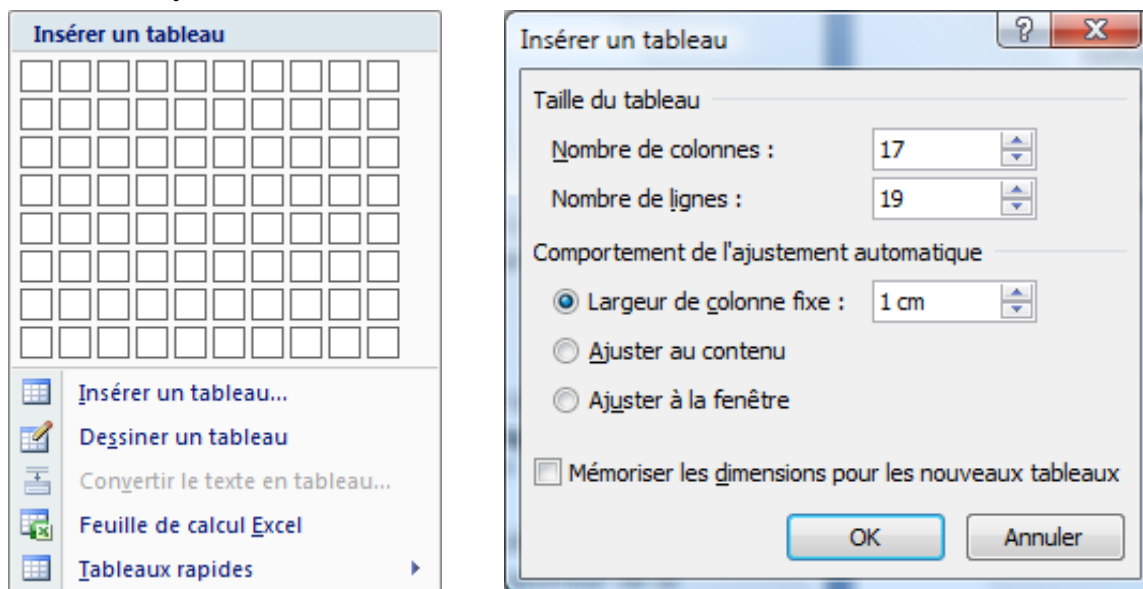 Insérer un tableau
Insérer un tableau...
Dessiner un tableau
Convertir le texte en tableau...
Feuille de calcul Excel
Tableaux rapides
Insérer un tableau
Taille du tableau
Nombre de colonnes : 17
Nombre de lignes : 19
Comportement de l'ajustement automatique
Largeur de colonne fixe : 1 cm
Ajuster au contenu
Ajuster à la fenêtre
Mémoriser les dimensions pour les nouveaux tableaux
OK Annuler